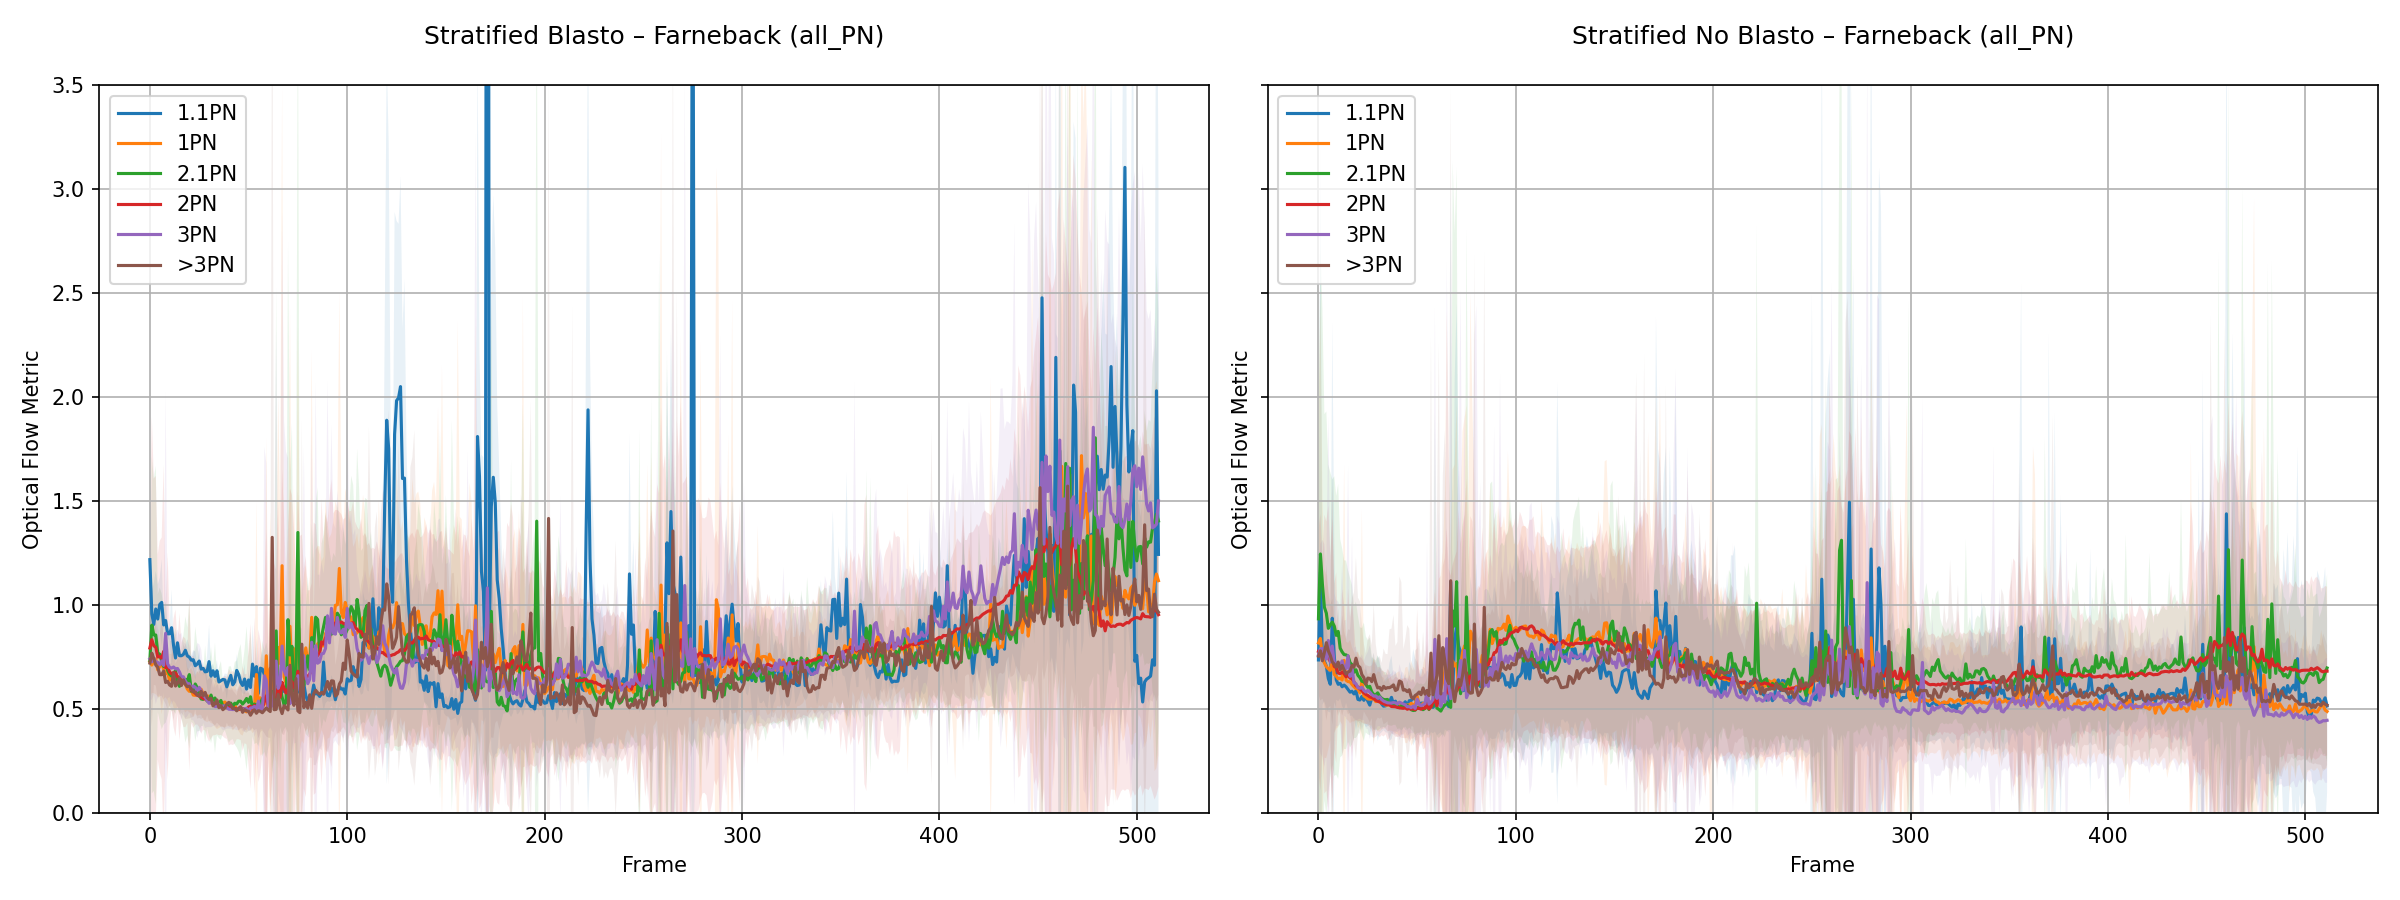 Stratified Blasto – Farneback (all_PN)
Optical Flow Metric
3.5
3.0
2.5
2.0
1.5
1.0
0.5
0.0
1.1PN
1PN
2.1PN
2PN
3PN
>3PN
0 100 200 300 400 500
Frame
Stratified No Blasto – Farneback (all_PN)
Optical Flow Metric
1.1PN
1PN
2.1PN
2PN
3PN
>3PN
0 100 200 300 400 500
Frame